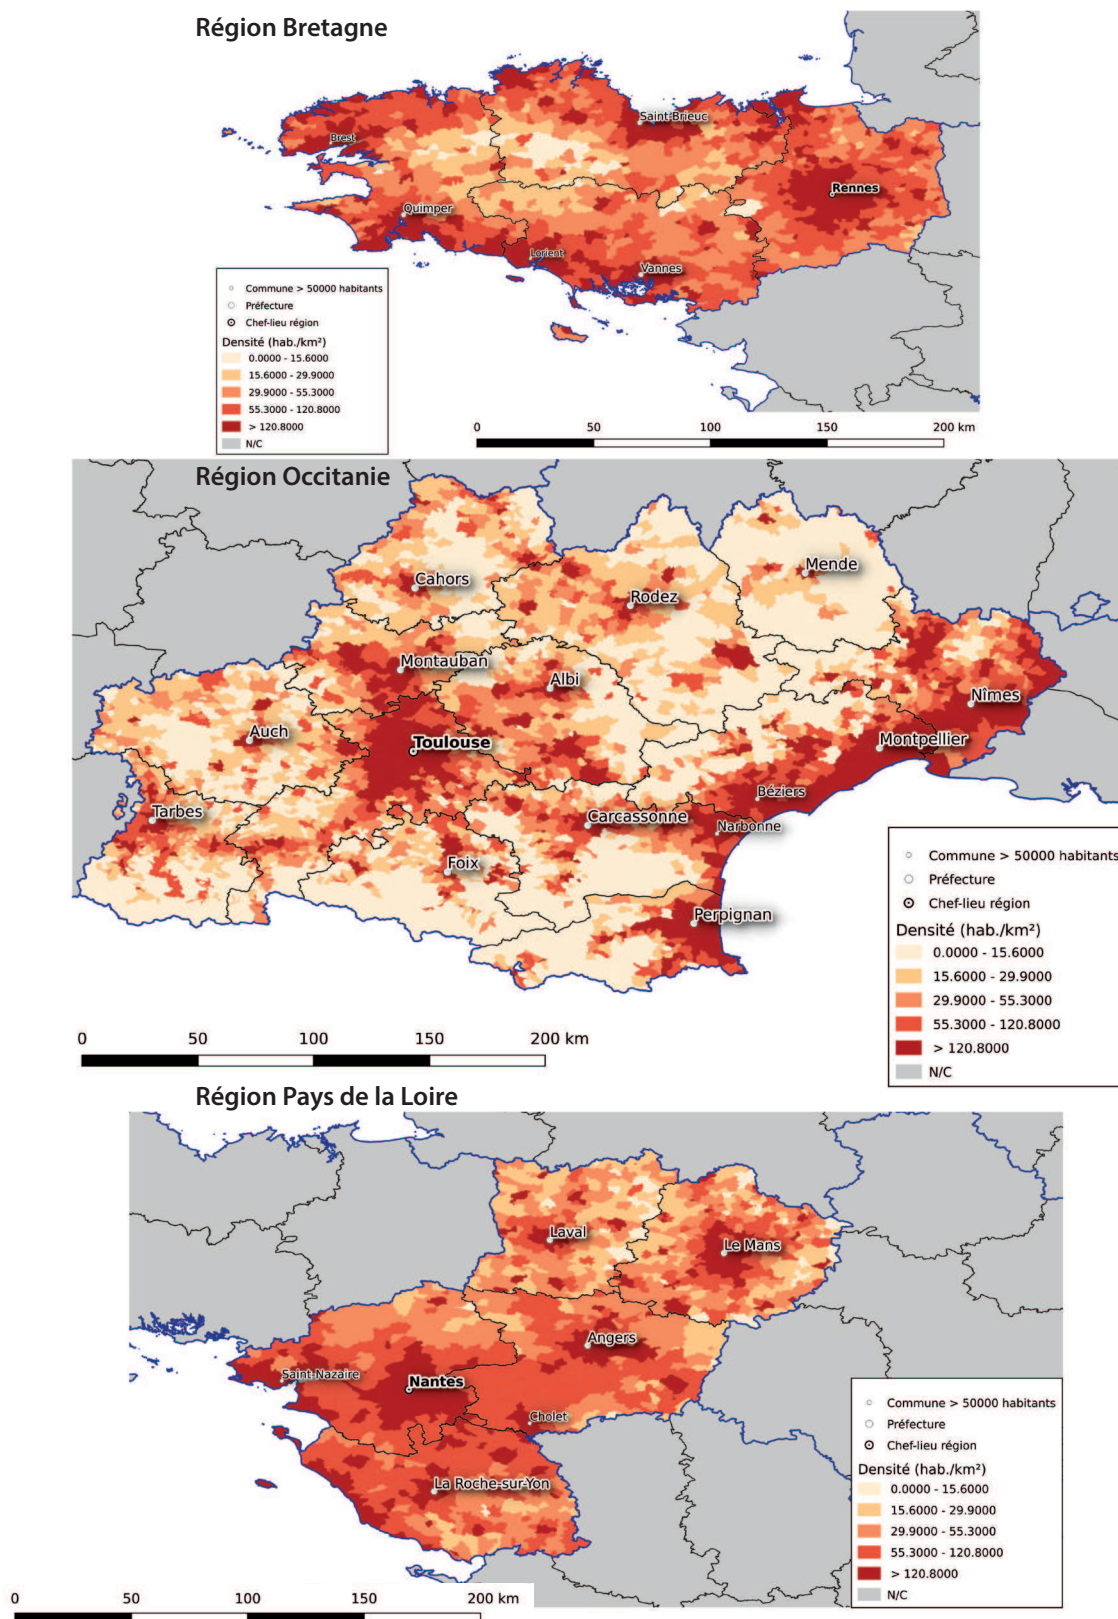 Région Bretagne
Saint-Brieuc
Brest
Rennes
Quimper
Lorient
Vannes
Commune > 50000 habitants
Préfecture
Chef-lieu région
Densité (hab./km²)
0.0000 - 15.6000
15.6000 - 29.9000
29.9000 - 55.3000
55.3000 - 120.8000
> 120.8000
N/C
0 50 100 150 200 km
Région Occitanie
Cahors
Mende
Rodez
Montauban
Albi
Nîmes
Auch
Toulouse
Montpellier
Béziers
Tarbes
Carcassonne
Narbonne
Foix
Perpignan
Commune > 50000 habitants
Préfecture
Chef-lieu région
Densité (hab./km²)
0.0000 - 15.6000
15.6000 - 29.9000
29.9000 - 55.3000
55.3000 - 120.8000
> 120.8000
N/C
0 50 100 150 200 km
Région Pays de la Loire
Laval
Le Mans
Angers
Saint-Nazaire
Nantes
Cholet
La Roche-sur-Yon
Commune > 50000 habitants
Préfecture
Chef-lieu région
Densité (hab./km²)
0.0000 - 15.6000
15.6000 - 29.9000
29.9000 - 55.3000
55.3000 - 120.8000
> 120.8000
N/C
0 50 100 150 200 km